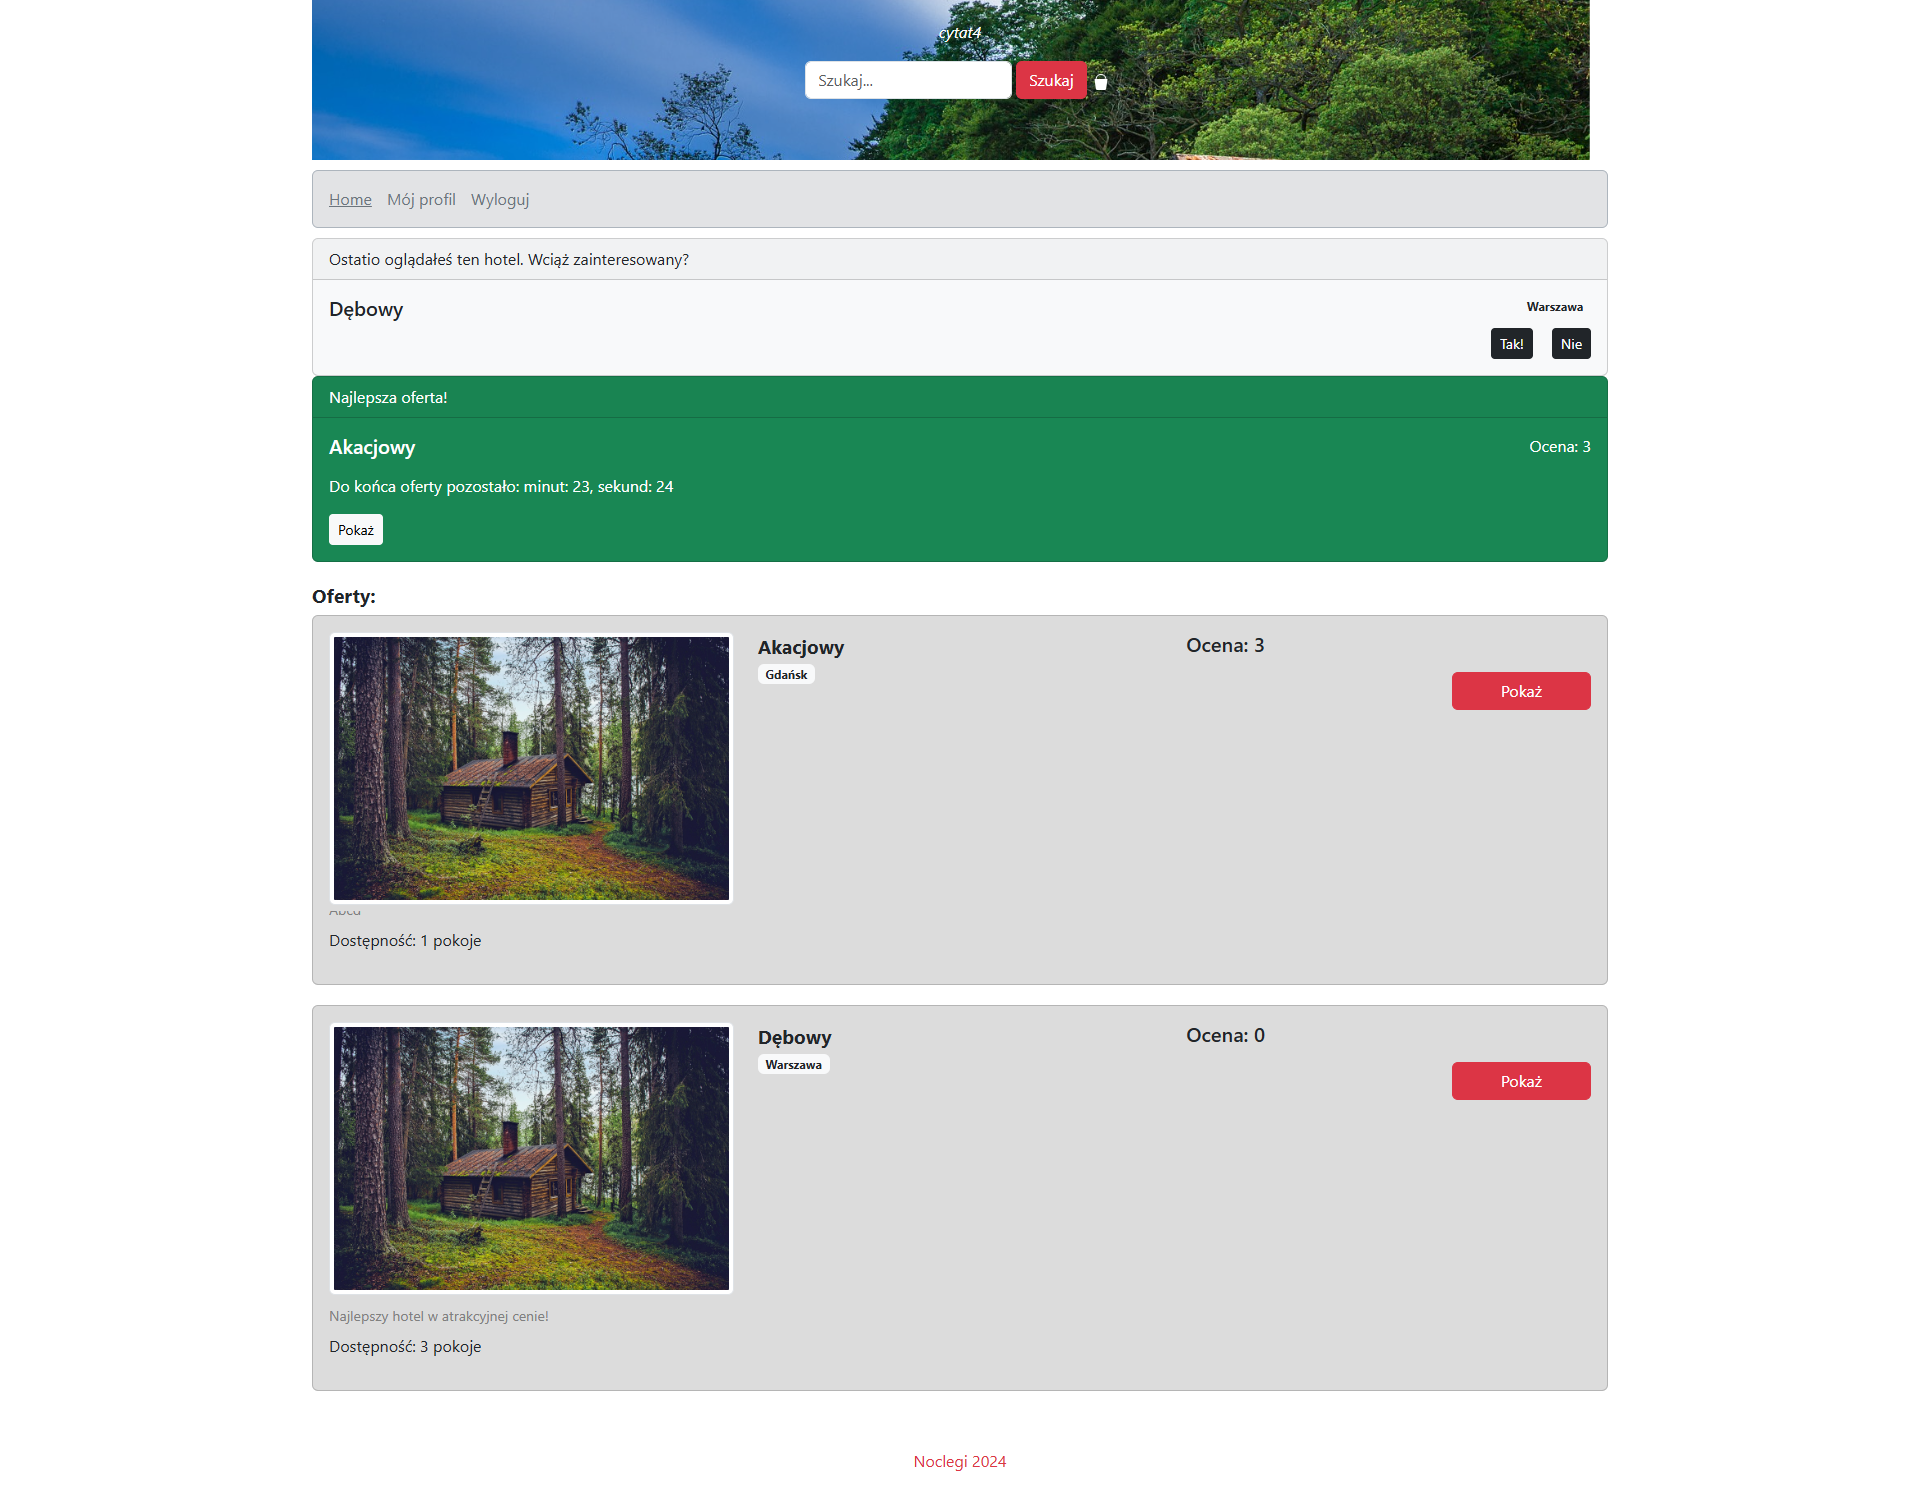 cytat4
Szukaj...
Szukaj
Home Mój profil Wyloguj
Ostatio oglądałeś ten hotel. Wciąż zainteresowany?
Dębowy
Warszawa
Tak! Nie
Najlepsza oferta!
Akacjowy
Ocena: 3
Do końca oferty pozostało: minut: 23, sekund: 24
Pokaż
Oferty:
Akacjowy
Gdańsk
Ocena: 3
Pokaż
Abcd
Dostępność: 1 pokoje
Dębowy
Warszawa
Ocena: 0
Pokaż
Najlepszy hotel w atrakcyjnej cenie!
Dostępność: 3 pokoje
Noclegi 2024